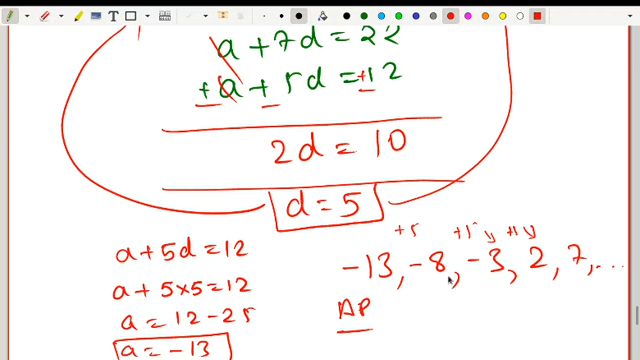 a + 7d = 22
a + 5d = 12
2d = 10
d = 5
a + 5d = 12
a + 5 × 5 = 12
a = 12 - 25
a = -13
+5
-13, -8, -3, 2, 7, ...
AP